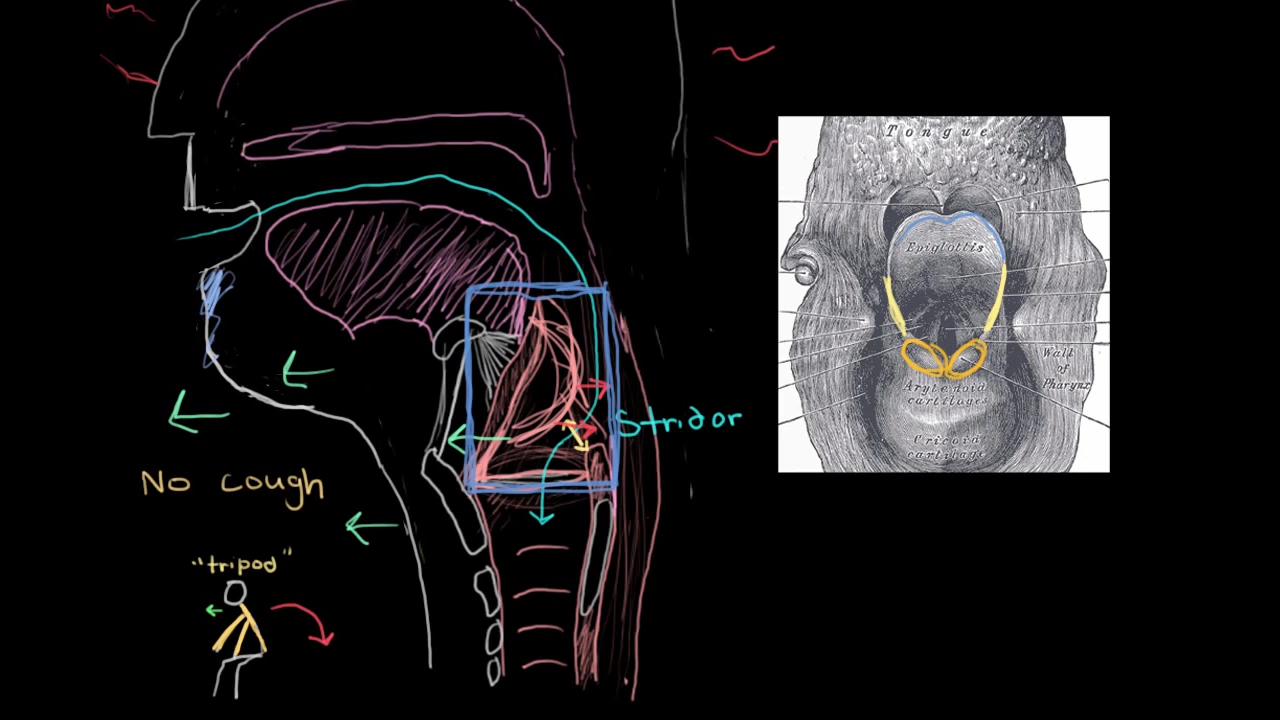 Tongue
Epiglottis
Stridor
Wall
of
Pharynx
Arytenoid
cartilages
Cricoid
cartilage
No cough
"tripod"